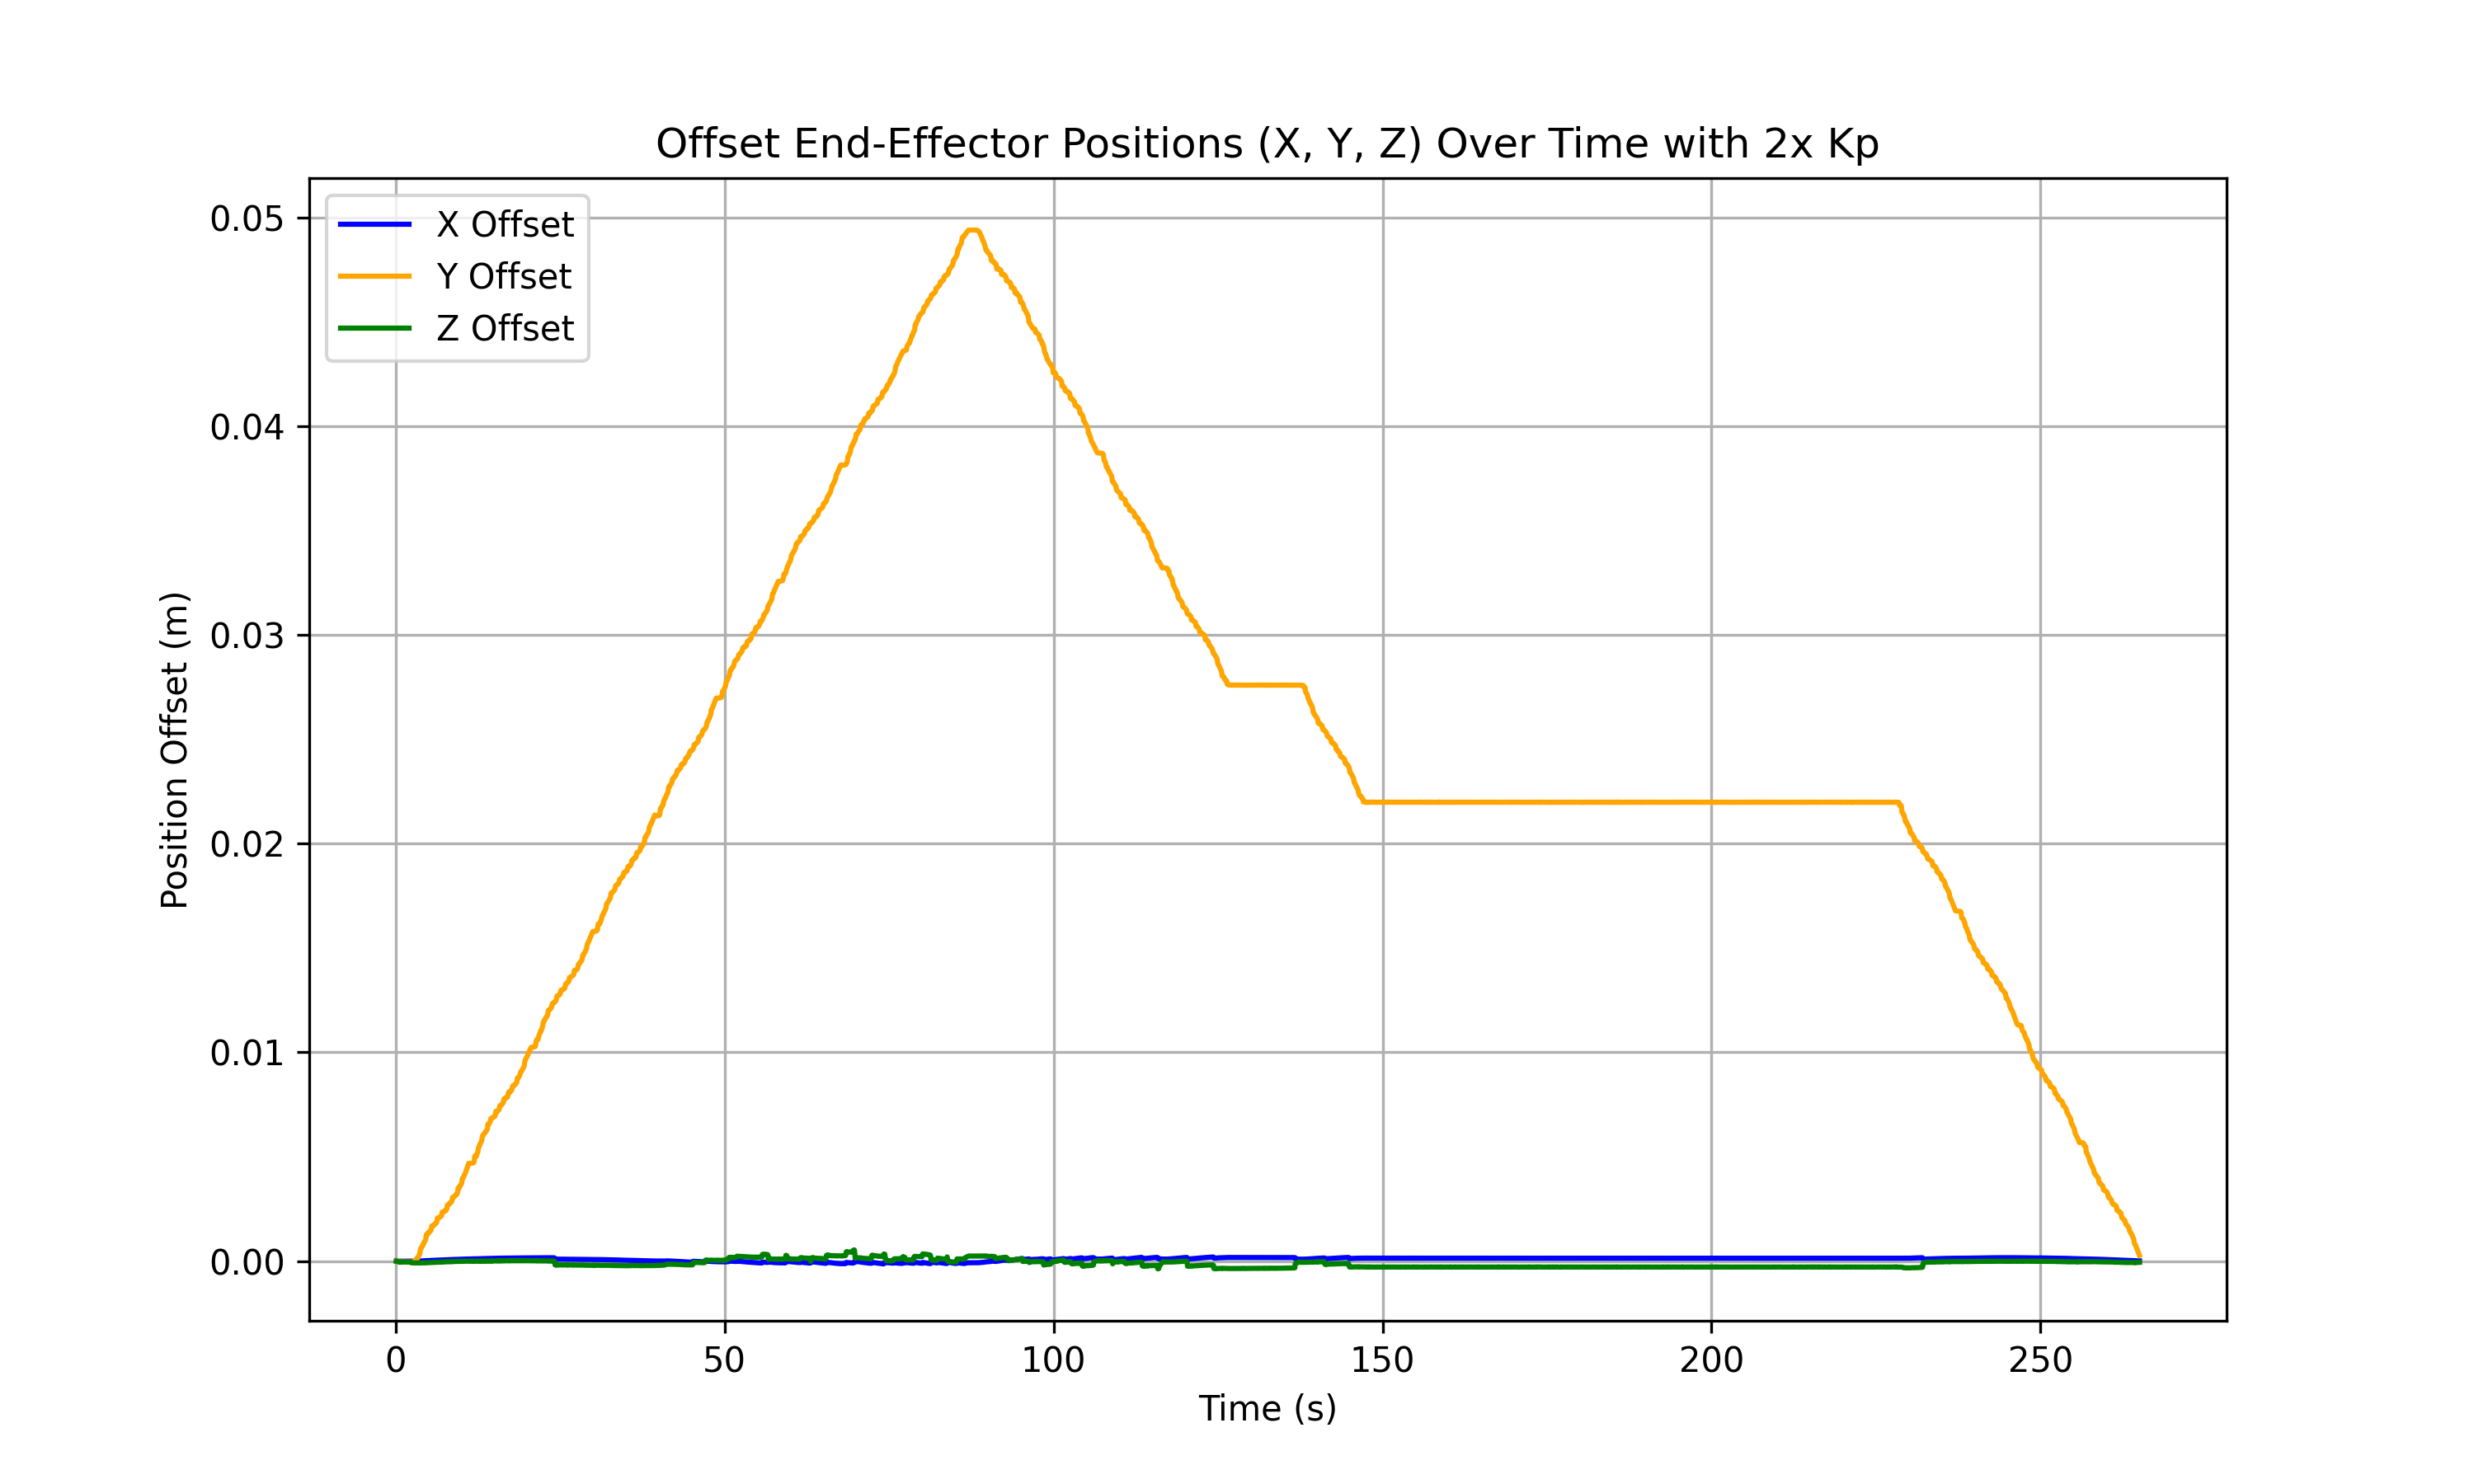 Offset End-Effector Positions (X, Y, Z) Over Time with 2x Kp
X Offset
Y Offset
Z Offset
Position Offset (m)
0.05
0.04
0.03
0.02
0.01
0.00
0 50 100 150 200 250
Time (s)